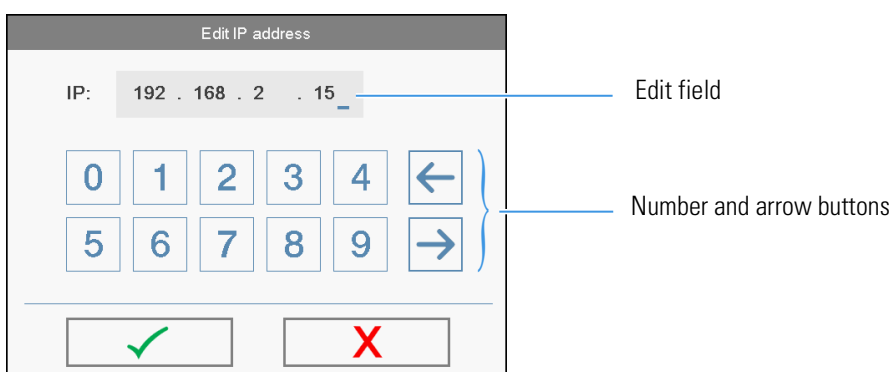 Edit IP address
IP: 192 . 168 . 2 . 15_
Edit field
0 1 2 3 4 ←
5 6 7 8 9 →
Number and arrow buttons
✓ X